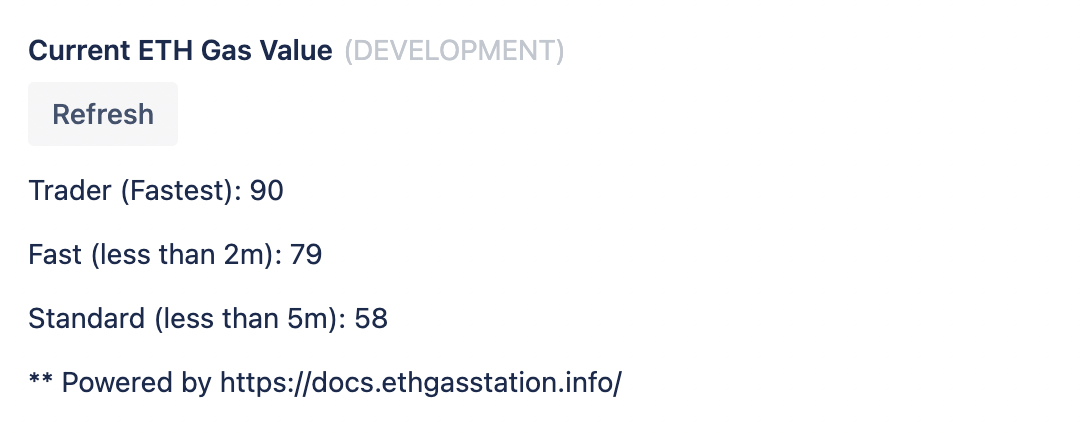 Current ETH Gas Value (DEVELOPMENT)
Refresh
Trader (Fastest): 90
Fast (less than 2m): 79
Standard (less than 5m): 58
** Powered by https://docs.ethgasstation.info/